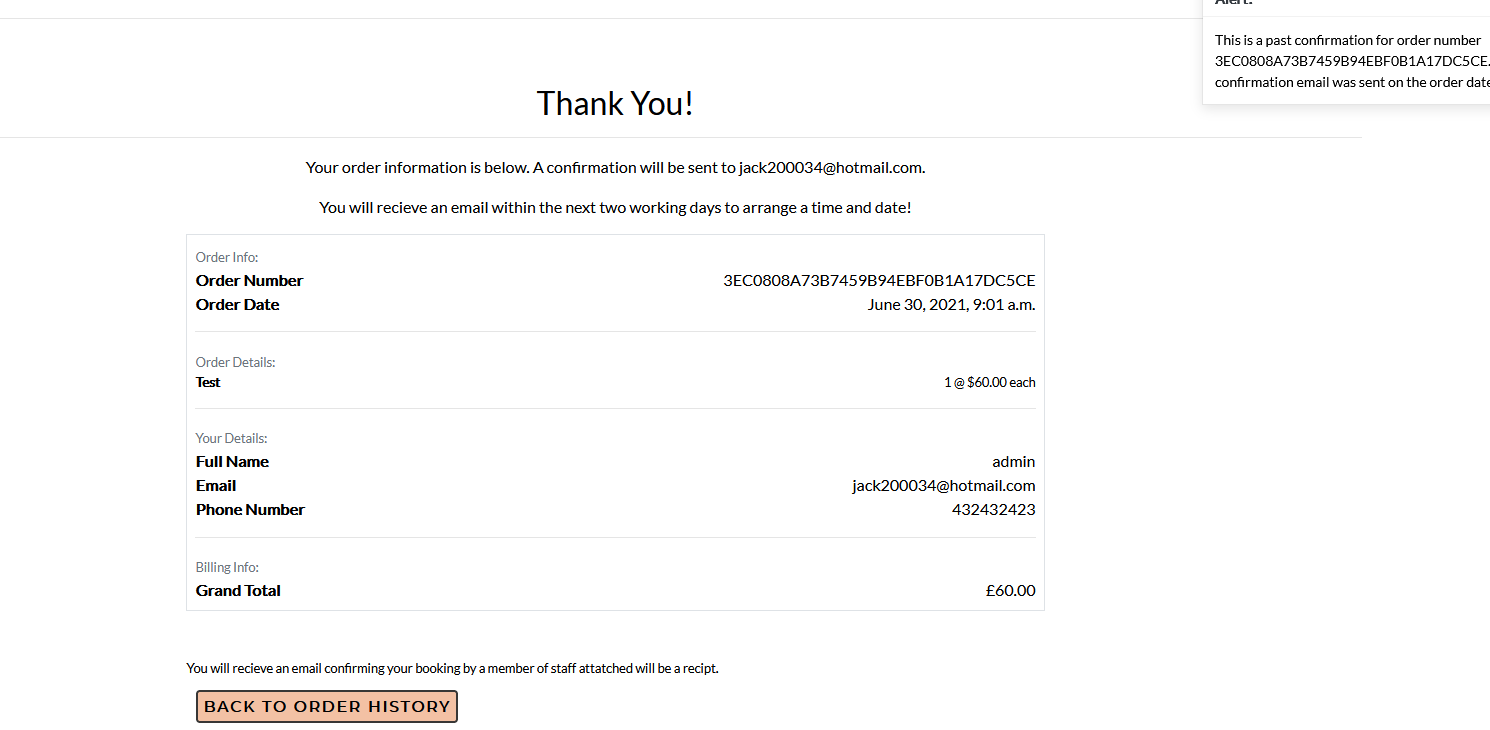 Alert:
This is a past confirmation for order number
3EC0808A73B7459B94EBF0B1A17DC5CE.
confirmation email was sent on the order date
Thank You!
Your order information is below. A confirmation will be sent to jack200034@hotmail.com.
You will recieve an email within the next two working days to arrange a time and date!
Order Info:
Order Number 3EC0808A73B7459B94EBF0B1A17DC5CE
Order Date June 30, 2021, 9:01 a.m.
Order Details:
Test 1 @ $60.00 each
Your Details:
Full Name admin
Email jack200034@hotmail.com
Phone Number 432432423
Billing Info:
Grand Total £60.00
You will recieve an email confirming your booking by a member of staff attatched will be a recipt.
BACK TO ORDER HISTORY